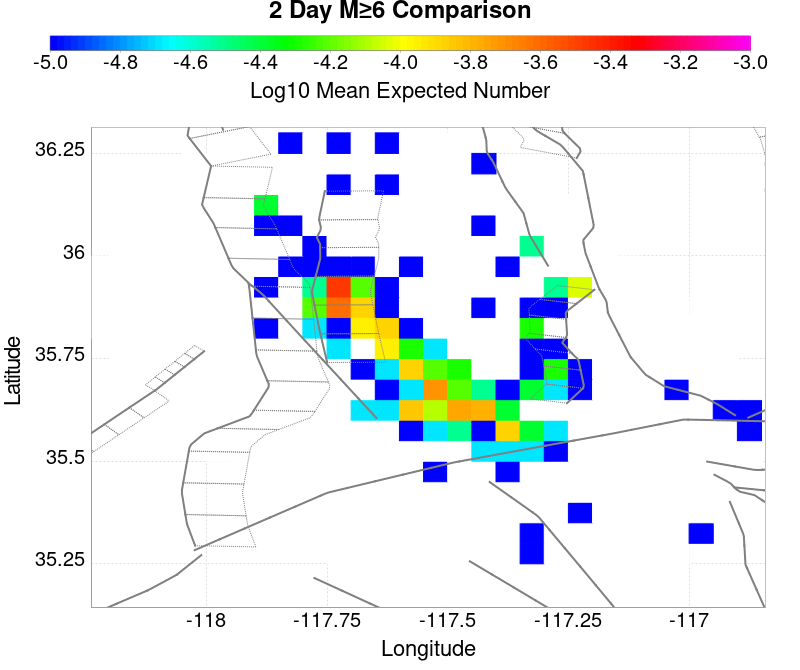 2 Day M≥6 Comparison
-5.0 -4.8 -4.6 -4.4 -4.2 -4.0 -3.8 -3.6 -3.4 -3.2 -3.0
Log10 Mean Expected Number
36.25
36
35.75
35.5
35.25
Latitude
-118 -117.75 -117.5 -117.25 -117
Longitude